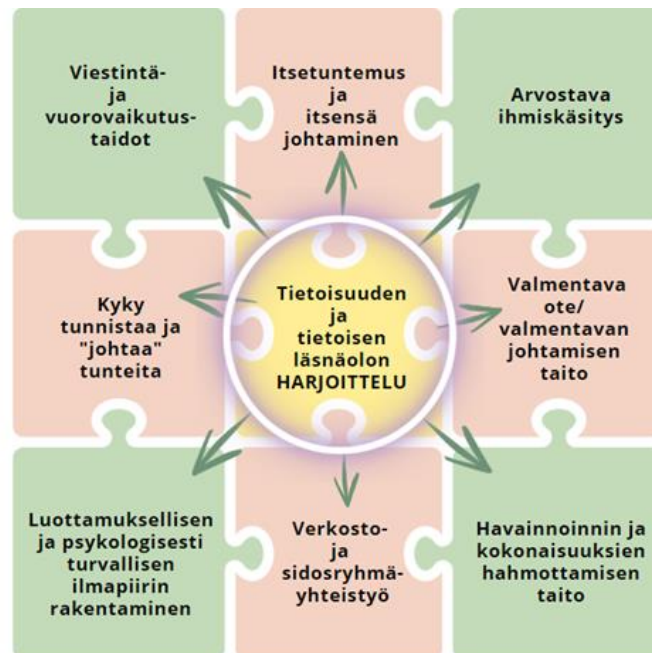 Viestintä-
ja
vuorovaikutus-
taidot
Itsetuntemus
ja
itsensä
johtaminen
Arvostava
ihmiskäsitys
Kyky
tunnistaa ja
"johtaa"
tunteita
Tietoisuuden
ja
tietoisen
läsnäolon
HARJOITTELU
Valmentava
ote/
valmentavan
johtamisen
taito
Luottamuksellisen
ja psykologisesti
turvallisen
ilmapiirin
rakentaminen
Verkosto-
ja
sidosryhmä-
yhteistyö
Havainnoinnin ja
kokonaisuuksien
hahmottamisen
taito